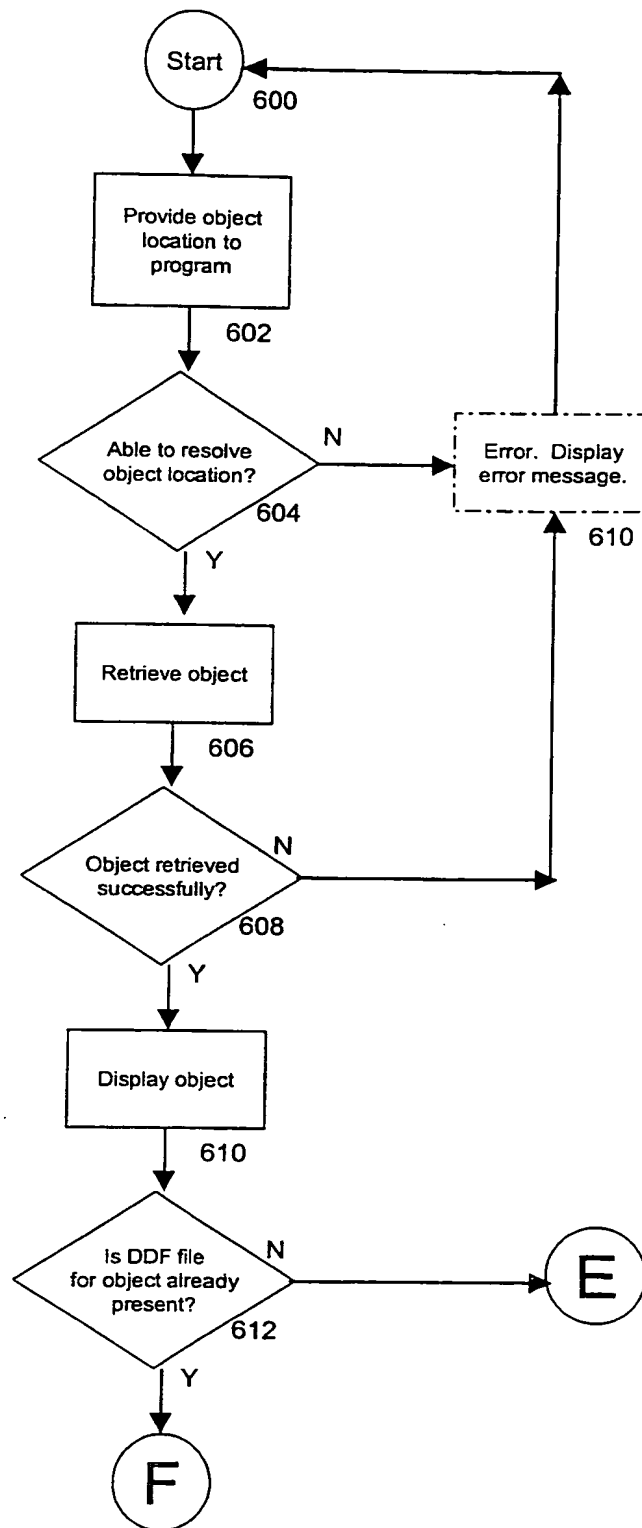 Start
600
Provide object
location to
program
602
Able to resolve
object location?
604
N
Y
Error. Display
error message.
610
Retrieve object
606
Object retrieved
successfully?
608
N
Y
Display object
610
Is DDF file
for object already
present?
612
N
E
Y
F